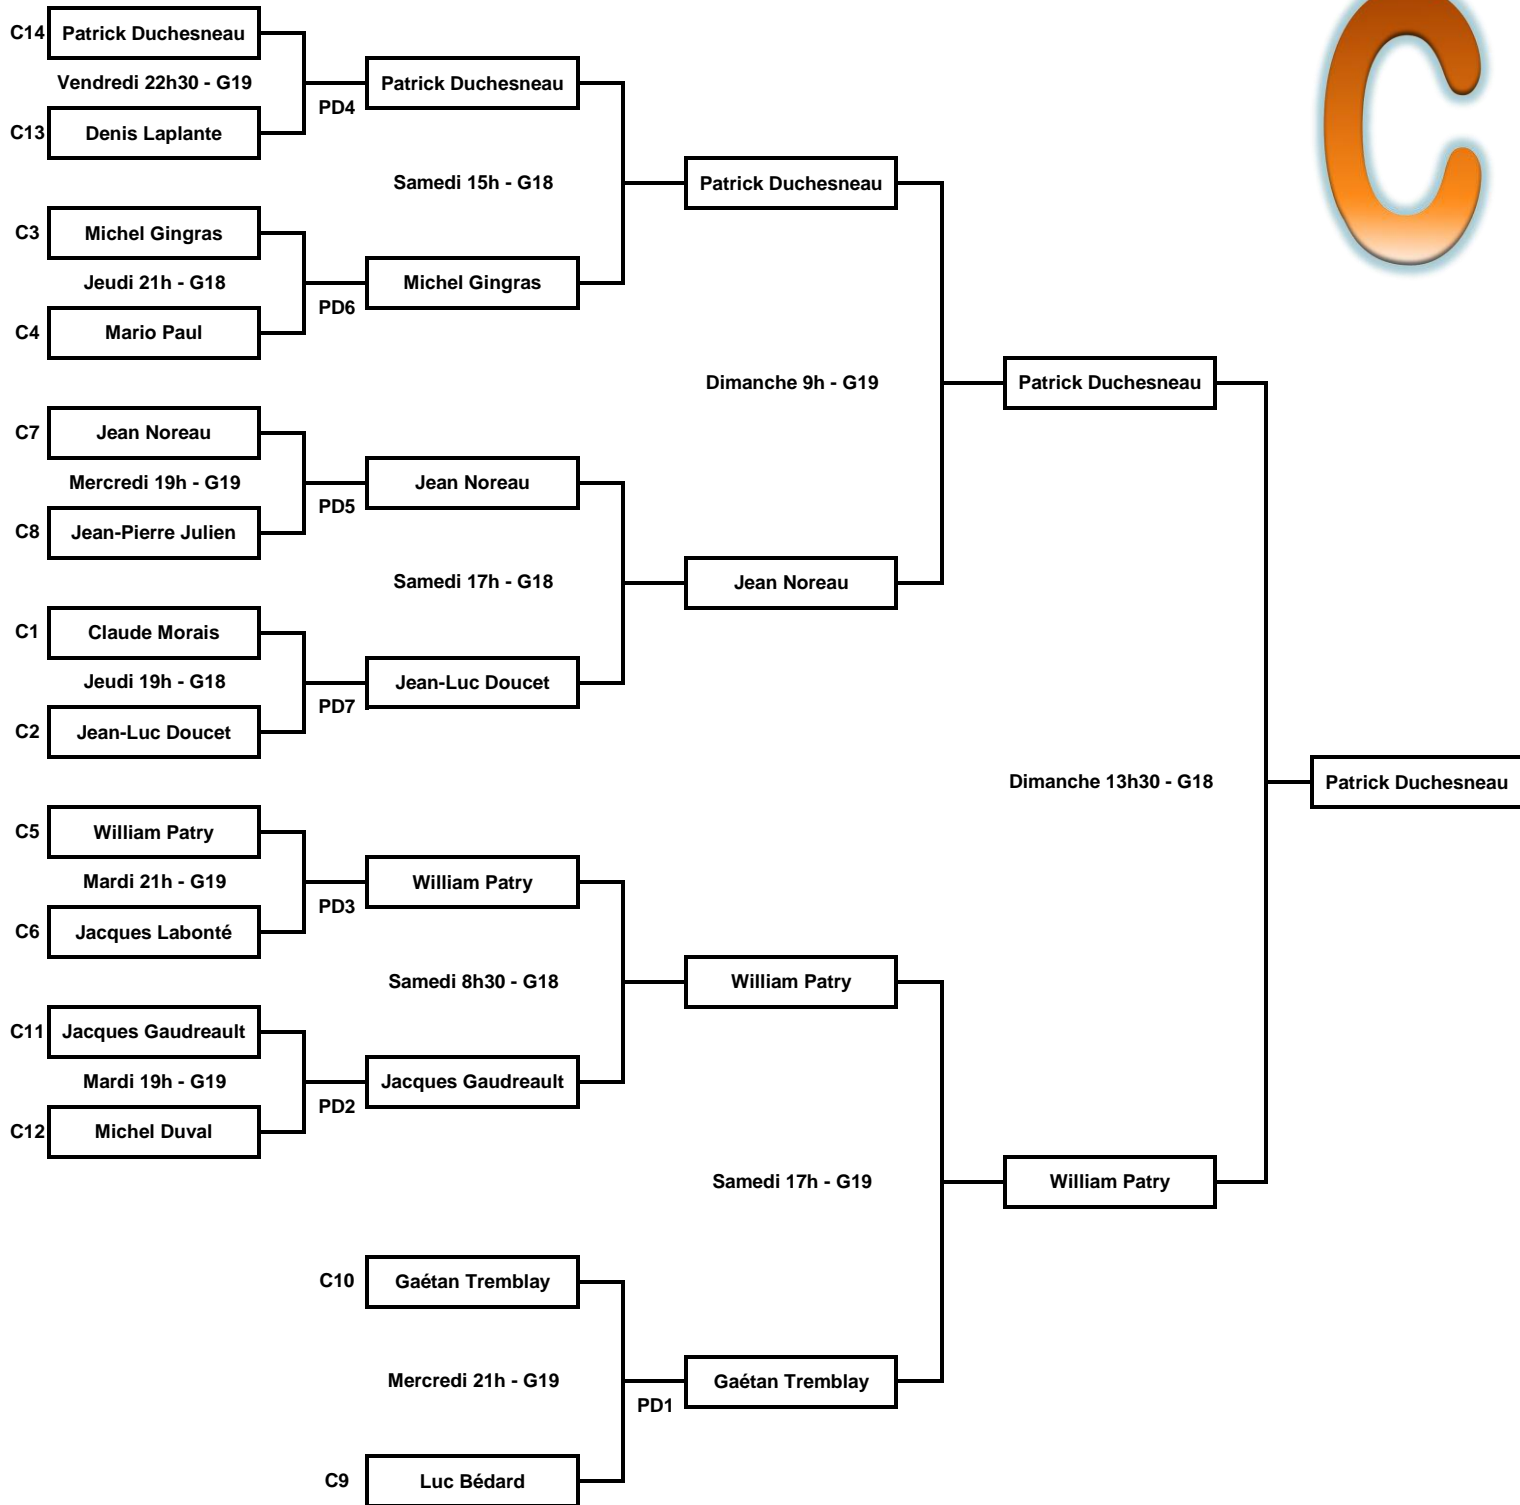 C
C14 Patrick Duchesneau
Vendredi 22h30 - G19
Patrick Duchesneau
PD4
C13 Denis Laplante
Samedi 15h - G18
Patrick Duchesneau
C3 Michel Gingras
Jeudi 21h - G18
Michel Gingras
PD6
C4 Mario Paul
Dimanche 9h - G19
Patrick Duchesneau
C7 Jean Noreau
Mercredi 19h - G19
Jean Noreau
PD5
C8 Jean-Pierre Julien
Samedi 17h - G18
Jean Noreau
C1 Claude Morais
Jeudi 19h - G18
Jean-Luc Doucet
PD7
C2 Jean-Luc Doucet
Dimanche 13h30 - G18
Patrick Duchesneau
C5 William Patry
Mardi 21h - G19
William Patry
PD3
C6 Jacques Labonté
Samedi 8h30 - G18
William Patry
C11 Jacques Gaudreault
Mardi 19h - G19
Jacques Gaudreault
PD2
C12 Michel Duval
Samedi 17h - G19
William Patry
C10 Gaétan Tremblay
Mercredi 21h - G19
Gaétan Tremblay
PD1
C9 Luc Bédard